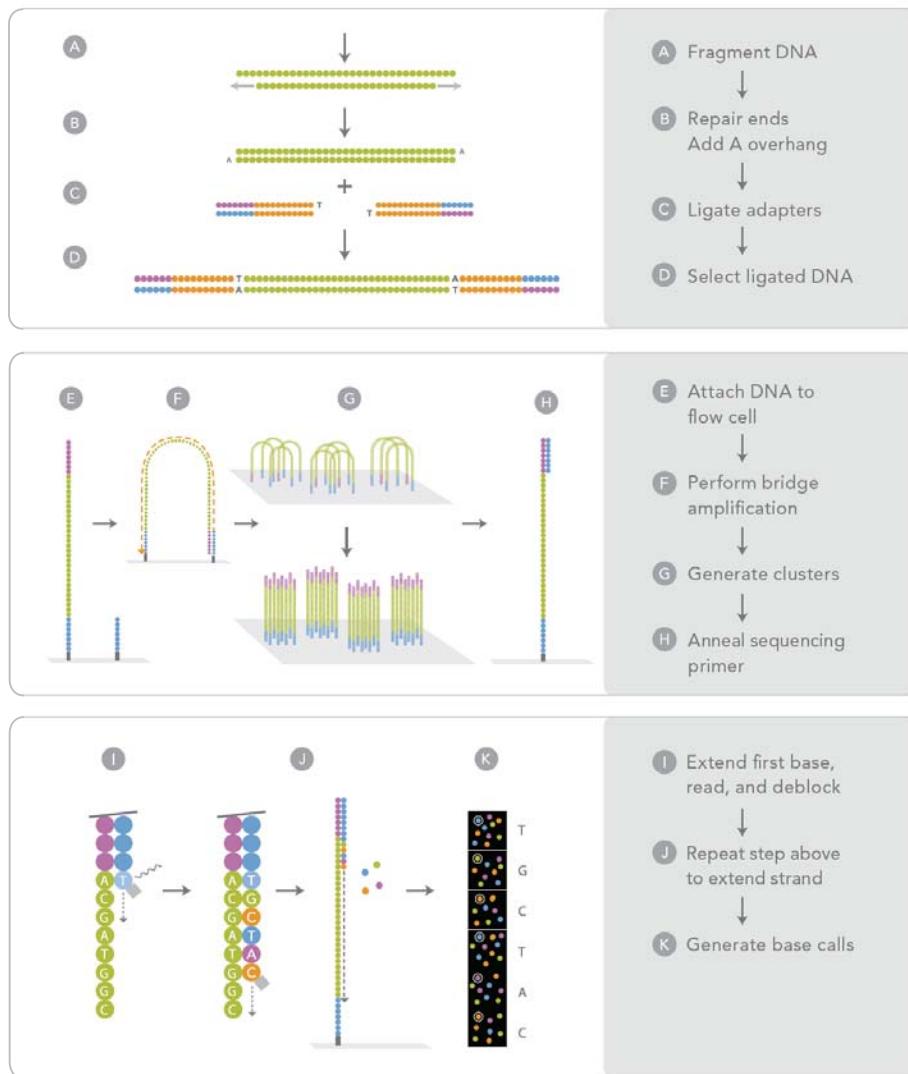 A
A Fragment DNA
B
B Repair ends
Add A overhang
A
A
+
C
T
T
C Ligate adapters
D
T A
A T
D Select ligated DNA
E F G H
E Attach DNA to
flow cell
F Perform bridge
amplification
G Generate clusters
H Anneal sequencing
primer
I J K
I Extend first base,
read, and deblock
J Repeat step above
to extend strand
K Generate base calls
A T
C
G
A
T
G
G
C
A T
C G
G C
A T
T A
G C
G
C
T
G
C
T
A
C